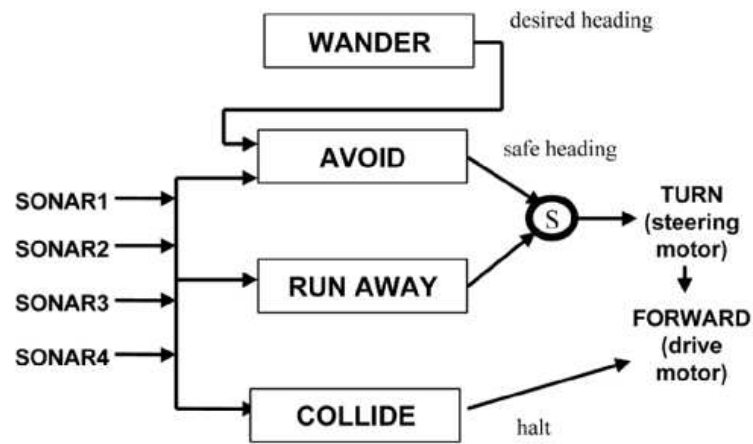 WANDER
desired heading
AVOID
safe heading
SONAR1
SONAR2
SONAR3
SONAR4
RUN AWAY
S
TURN
(steering
motor)
FORWARD
(drive
motor)
COLLIDE
halt